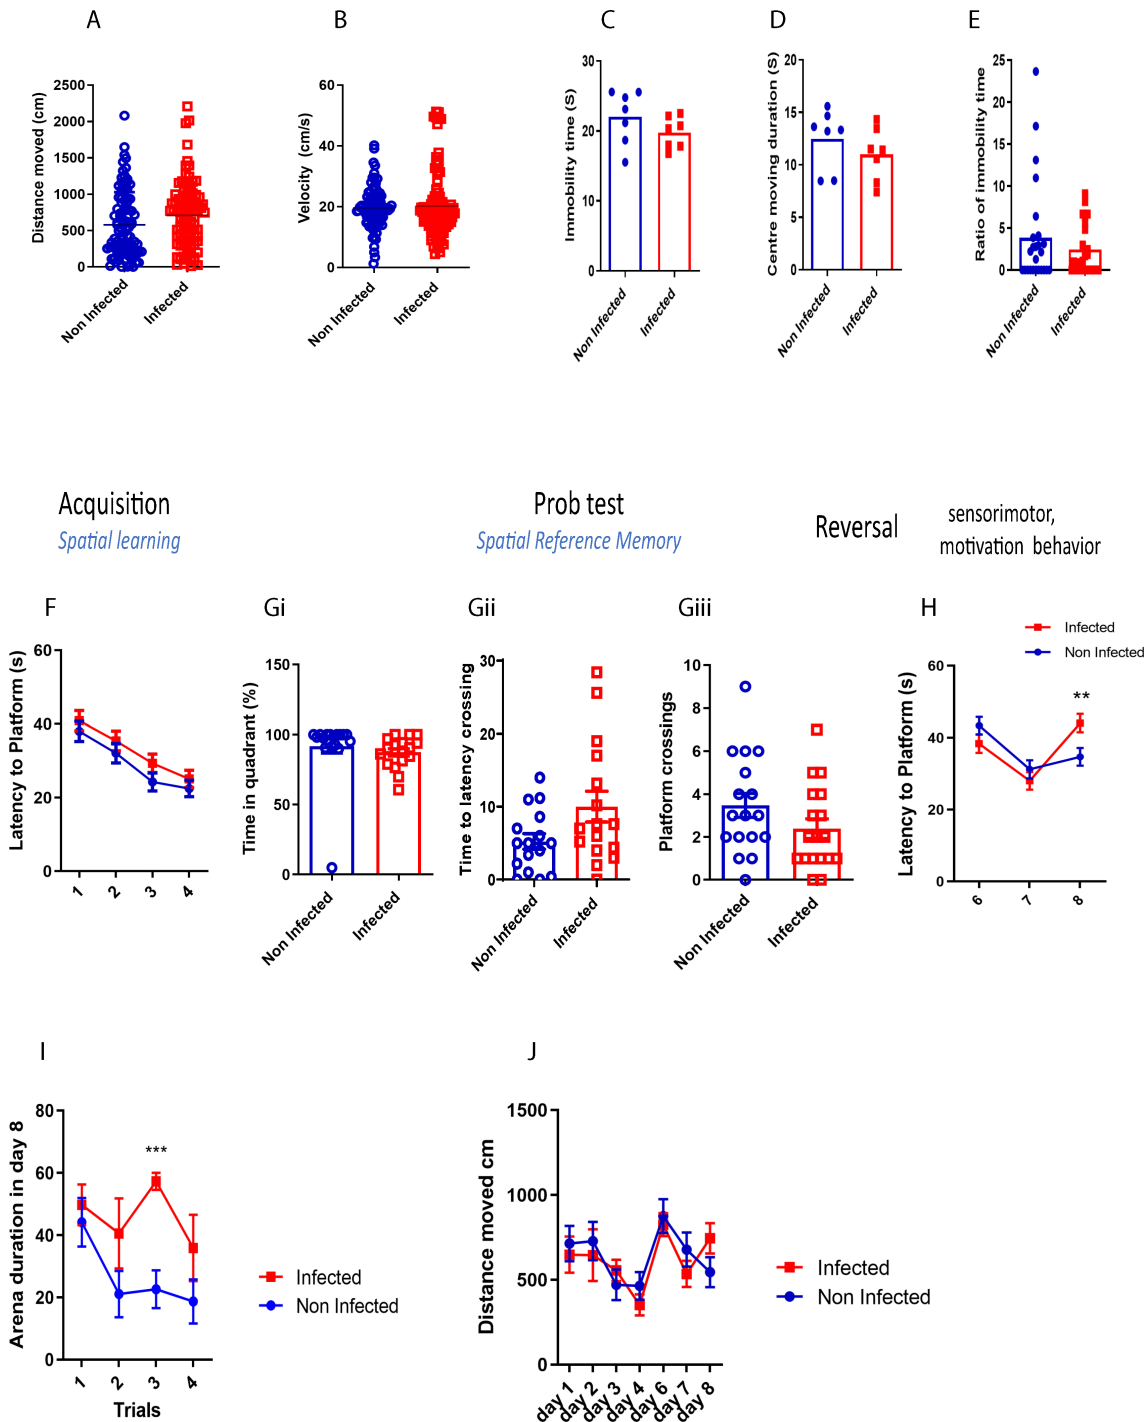 A
B
C
D
E
Distance moved (cm)
2500
2000
1500
1000
500
0
Non Infected
Infected
Velocity (cm/s)
60
40
20
0
Non Infected
Infected
Immobility time (S)
30
20
10
0
Non Infected
Infected
Centre moving duration (S)
20
15
10
5
0
Non Infected
Infected
Ratio of immobility time
25
20
15
10
5
0
Non Infected
Infected
Acquisition
Spatial learning
Prob test
Spatial Reference Memory
Reversal
sensorimotor,
motivation behavior
F
Gi
Gii
Giii
H
Latency to Platform (s)
60
40
20
0
1
2
3
4
Time in quadrant (%)
150
100
50
0
Non Infected
Infected
Time to latency crossing
30
20
10
0
Non Infected
Infected
Platform crossings
10
8
6
4
2
0
Non Infected
Infected
Infected
Non Infected
Latency to Platform (s)
60
40
20
0
**
6
7
8
I
J
Arena duration in day 8
80
60
40
20
0
***
1
2
3
4
Trials
Infected
Non Infected
Distance moved cm
1500
1000
500
0
day 1
day 2
day 3
day 4
day 6
day 7
day 8
Infected
Non Infected